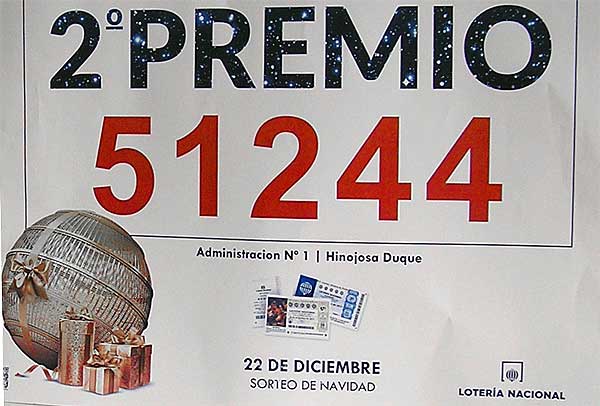 2º PREMIO
51244
Administracion Nº 1 | Hinojosa Duque
22 DE DICIEMBRE
SORTEO DE NAVIDAD
LOTERÍA NACIONAL